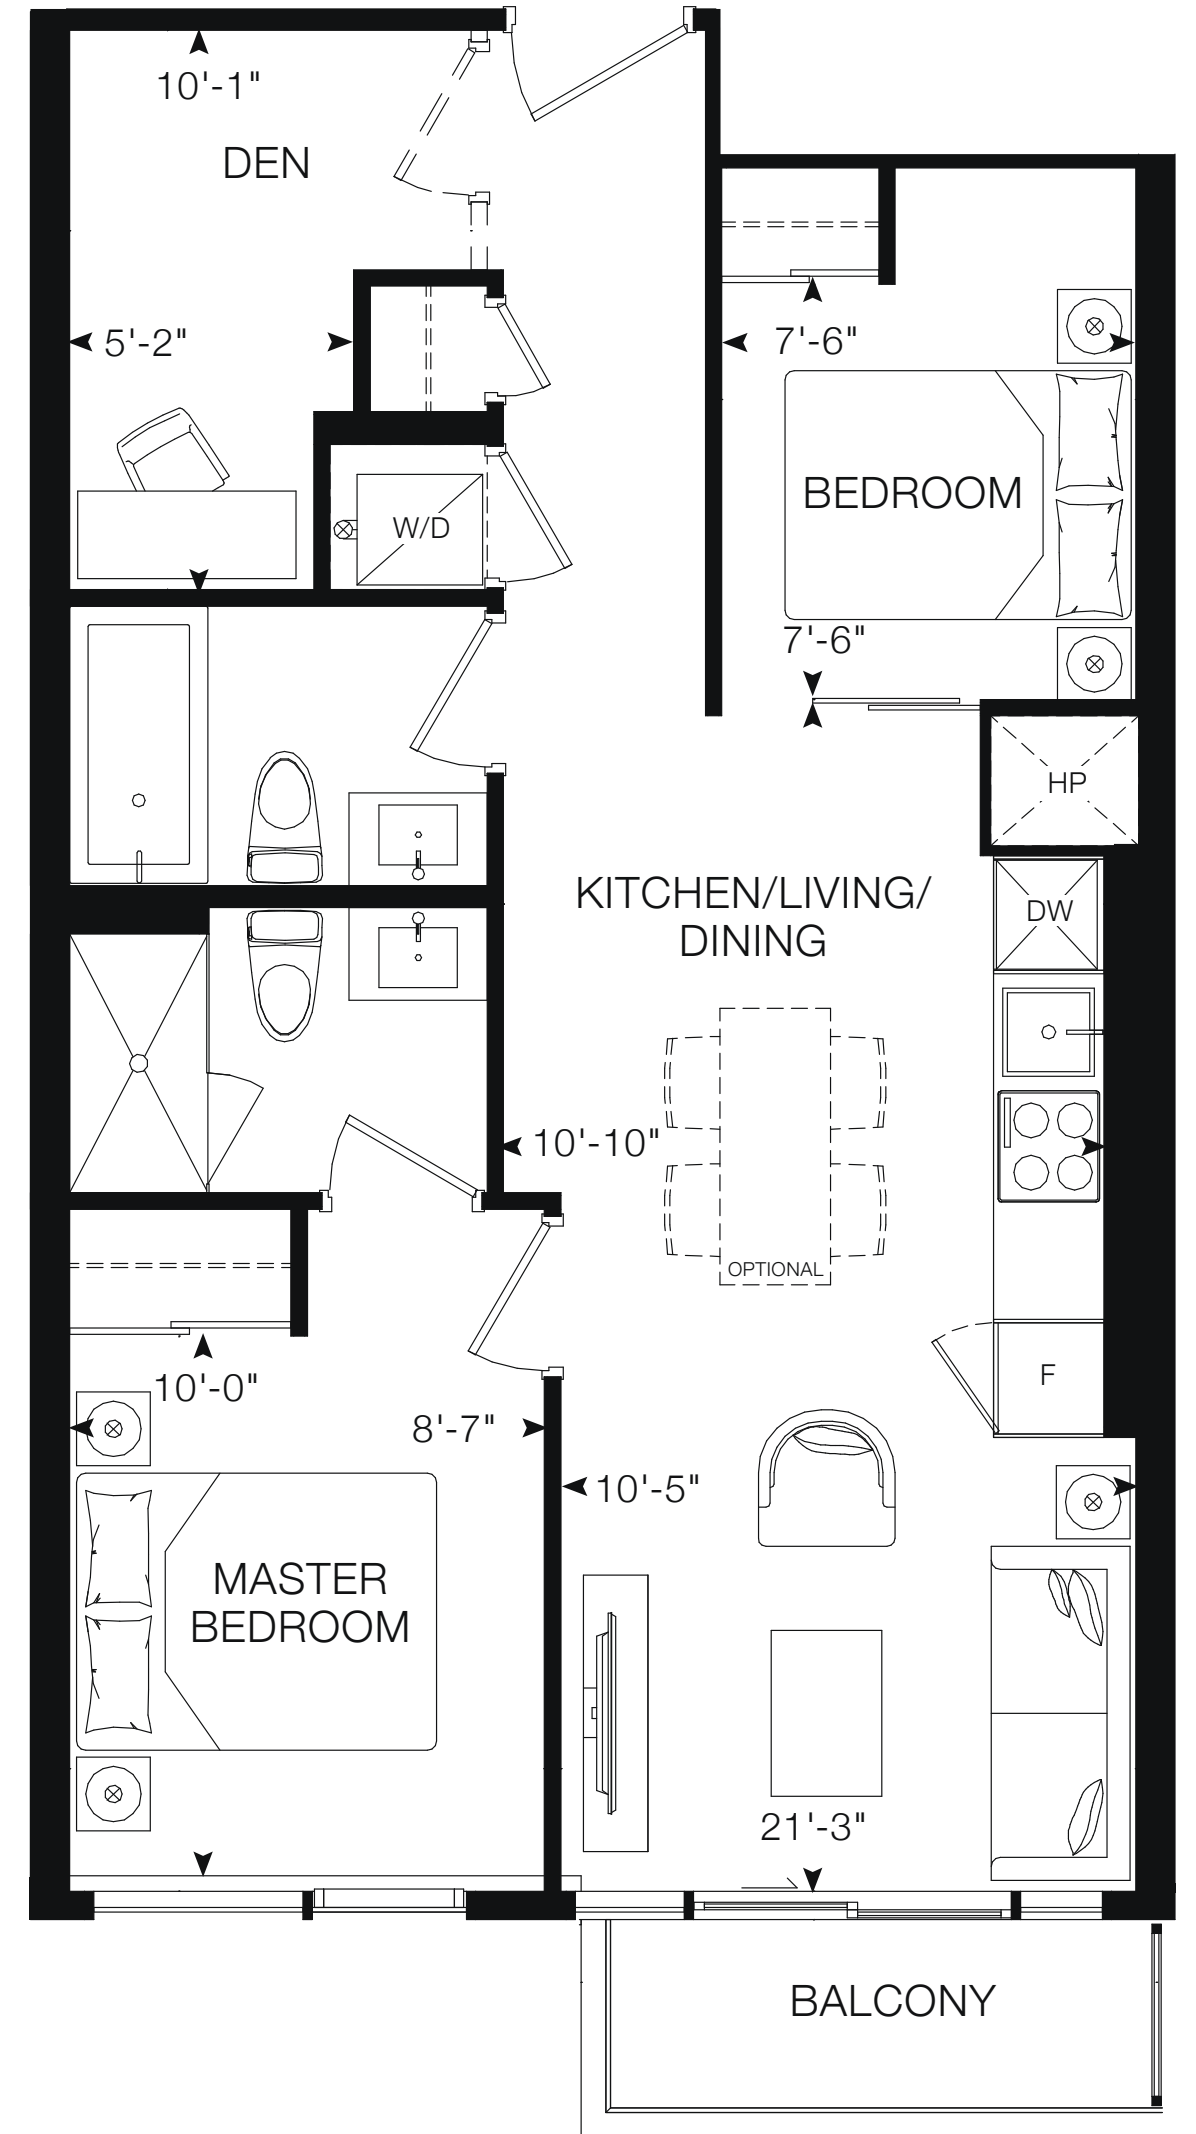 10'-1"
DEN
5'-2"
7'-6"
BEDROOM
W/D
7'-6"
HP
KITCHEN/LIVING/
DINING
DW
10'-10"
OPTIONAL
F
10'-0"
8'-7"
10'-5"
MASTER
BEDROOM
21'-3"
BALCONY